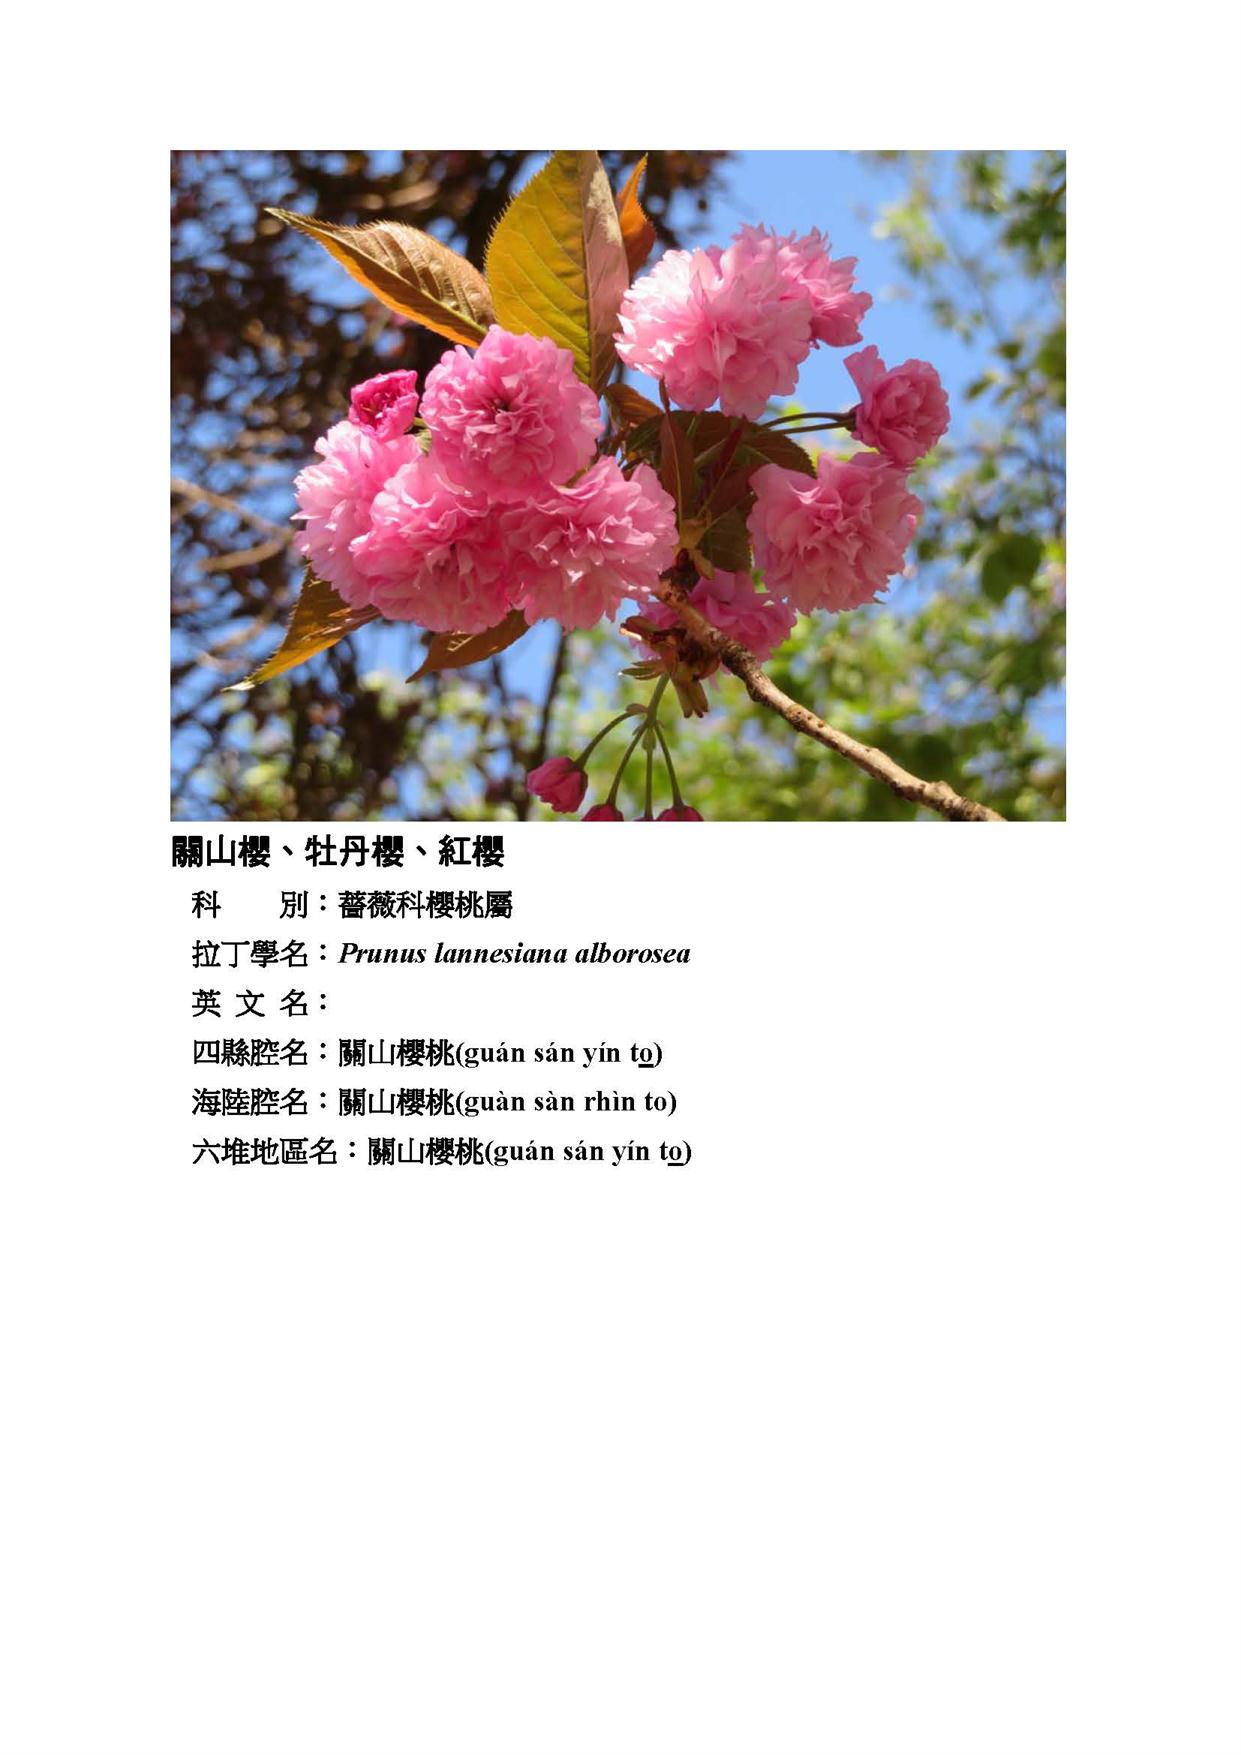 關山櫻、牡丹櫻、紅櫻
科　　別：薔薇科櫻桃屬
拉丁學名：Prunus lannesiana alborosea
英 文 名：
四縣腔名：關山櫻桃(guán sán yín to̲)
海陸腔名：關山櫻桃(guàn sàn rhìn to)
六堆地區名：關山櫻桃(guán sán yín to̲)